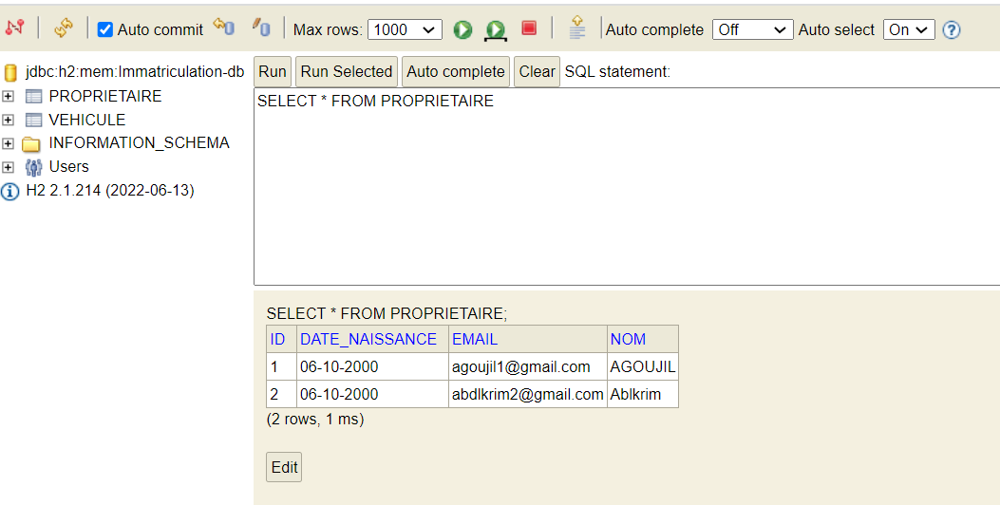 Auto commit Max rows: 1000 Auto complete Off Auto select On
jdbc:h2:mem:Immatriculation-db
PROPRIETAIRE
VEHICULE
INFORMATION_SCHEMA
Users
H2 2.1.214 (2022-06-13)
Run Run Selected Auto complete Clear SQL statement:
SELECT * FROM PROPRIETAIRE
SELECT * FROM PROPRIETAIRE;
ID DATE_NAISSANCE EMAIL NOM
1 06-10-2000 agoujil1@gmail.com AGOUJIL
2 06-10-2000 abdlkrim2@gmail.com Ablkrim
(2 rows, 1 ms)
Edit